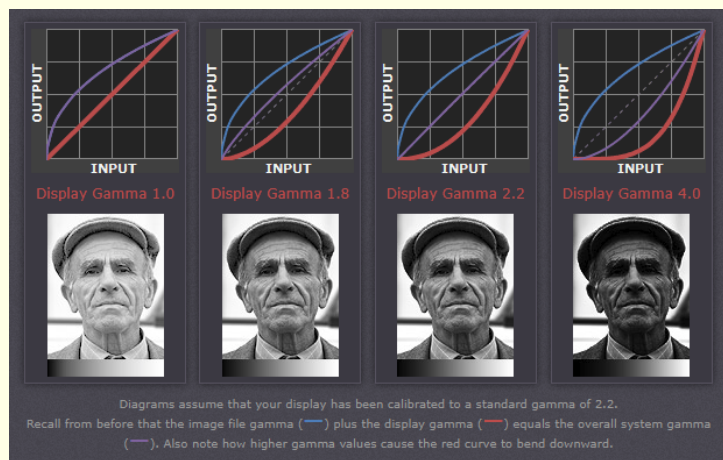 OUTPUT OUTPUT OUTPUT OUTPUT
INPUT INPUT INPUT INPUT
Display Gamma 1.0 Display Gamma 1.8 Display Gamma 2.2 Display Gamma 4.0
Diagrams assume that your display has been calibrated to a standard gamma of 2.2.
Recall from before that the image file gamma (—) plus the display gamma (—) equals the overall system gamma
(—). Also note how higher gamma values cause the red curve to bend downward.